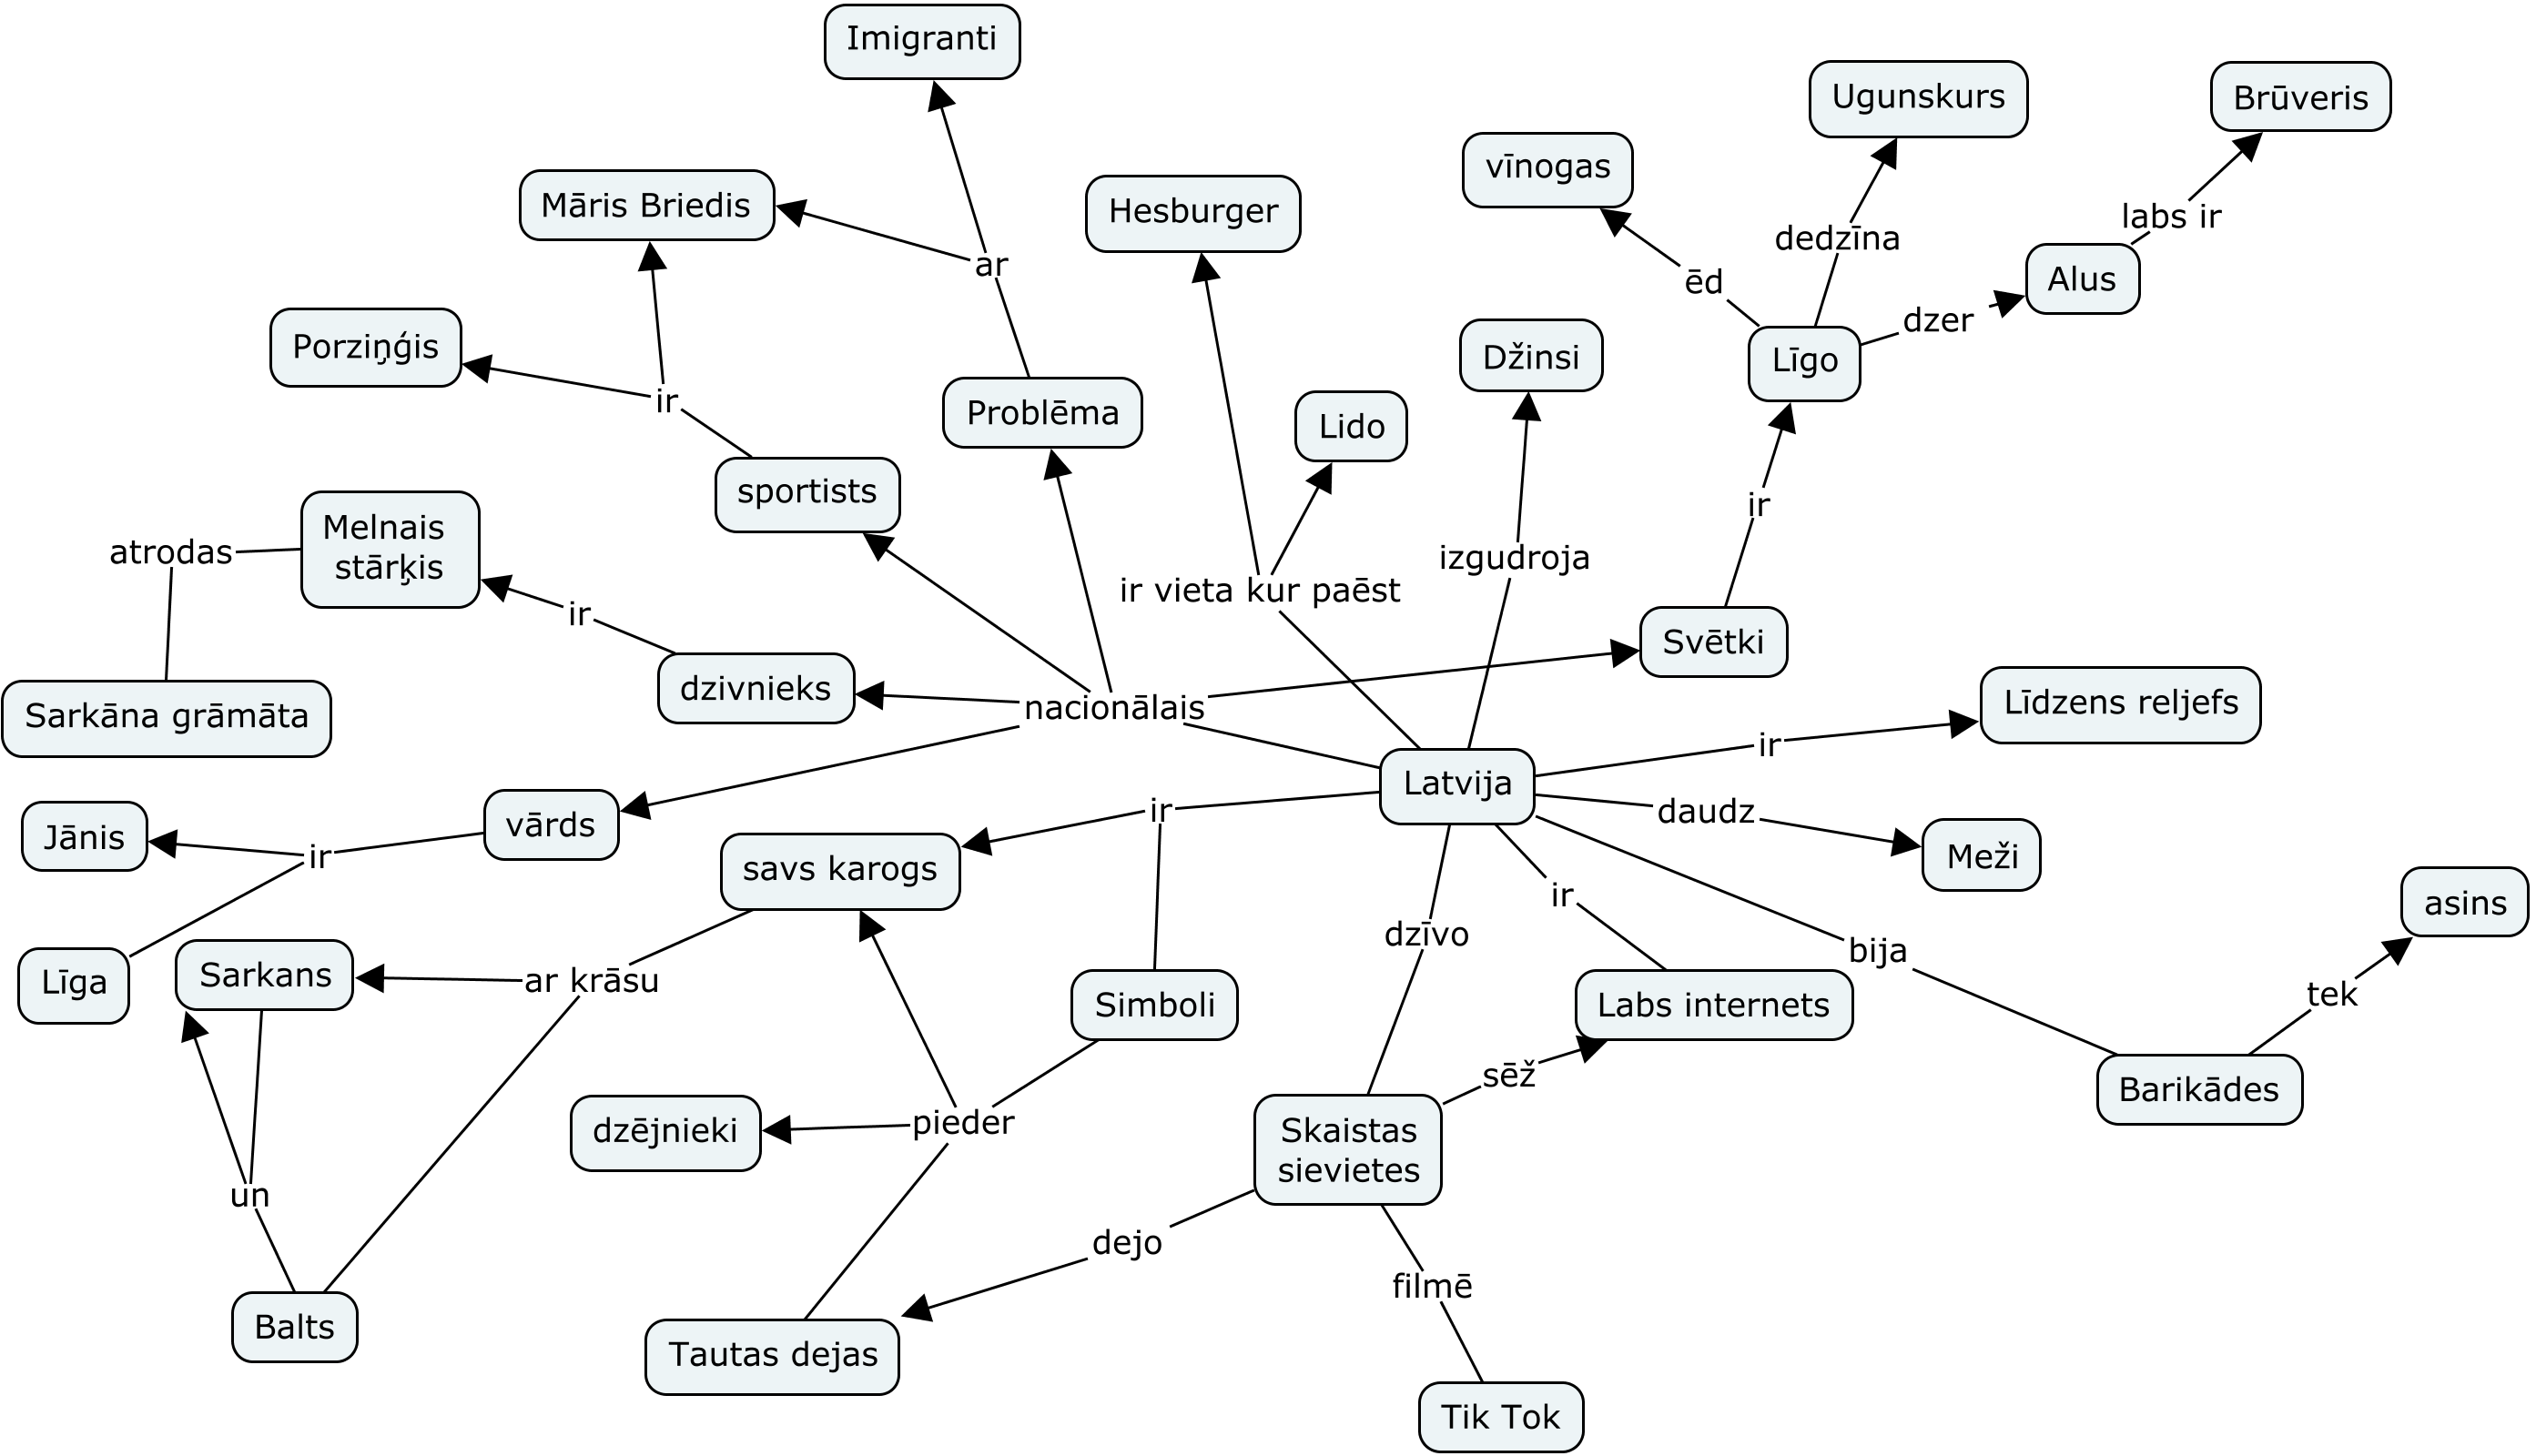 Imigranti
Ugunskurs
Brūveris
vīnogas
Māris Briedis
Hesburger
labs ir
dedzīna
ar
ēd
Alus
dzer
Porziņģis
Džinsi
Līgo
ir
Problēma
Lido
sportists
ir
Melnais
stārķis
atrodas
izgudroja
ir vieta kur paēst
ir
Svētki
dzivnieks
nacionālais
Sarkāna grāmāta
Līdzens reljefs
ir
Latvija
ir
daudz
vārds
Jānis
ir
savs karogs
Meži
ir
asins
dzīvo
bija
Sarkans
Līga
ar krāsu
Simboli
Labs internets
tek
sēž
Barikādes
dzējnieki
pieder
Skaistas
sievietes
un
dejo
filmē
Balts
Tautas dejas
Tik Tok